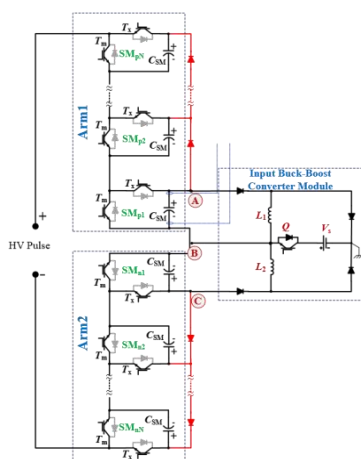 Arm1
Tx
Tm
SMpN
CSM
+
-
Tx
Tm
SMp2
CSM
+
-
Tx
A
Tm
SMp1
CSM
+
-
Input Buck-Boost
Converter Module
L1
Q
Vs
L2
+
HV Pulse
−
B
Arm2
CSM
-
+
Tm
SMn1
Tx
C
CSM
-
+
Tm
SMn2
Tx
CSM
-
+
Tm
SMnN
Tx